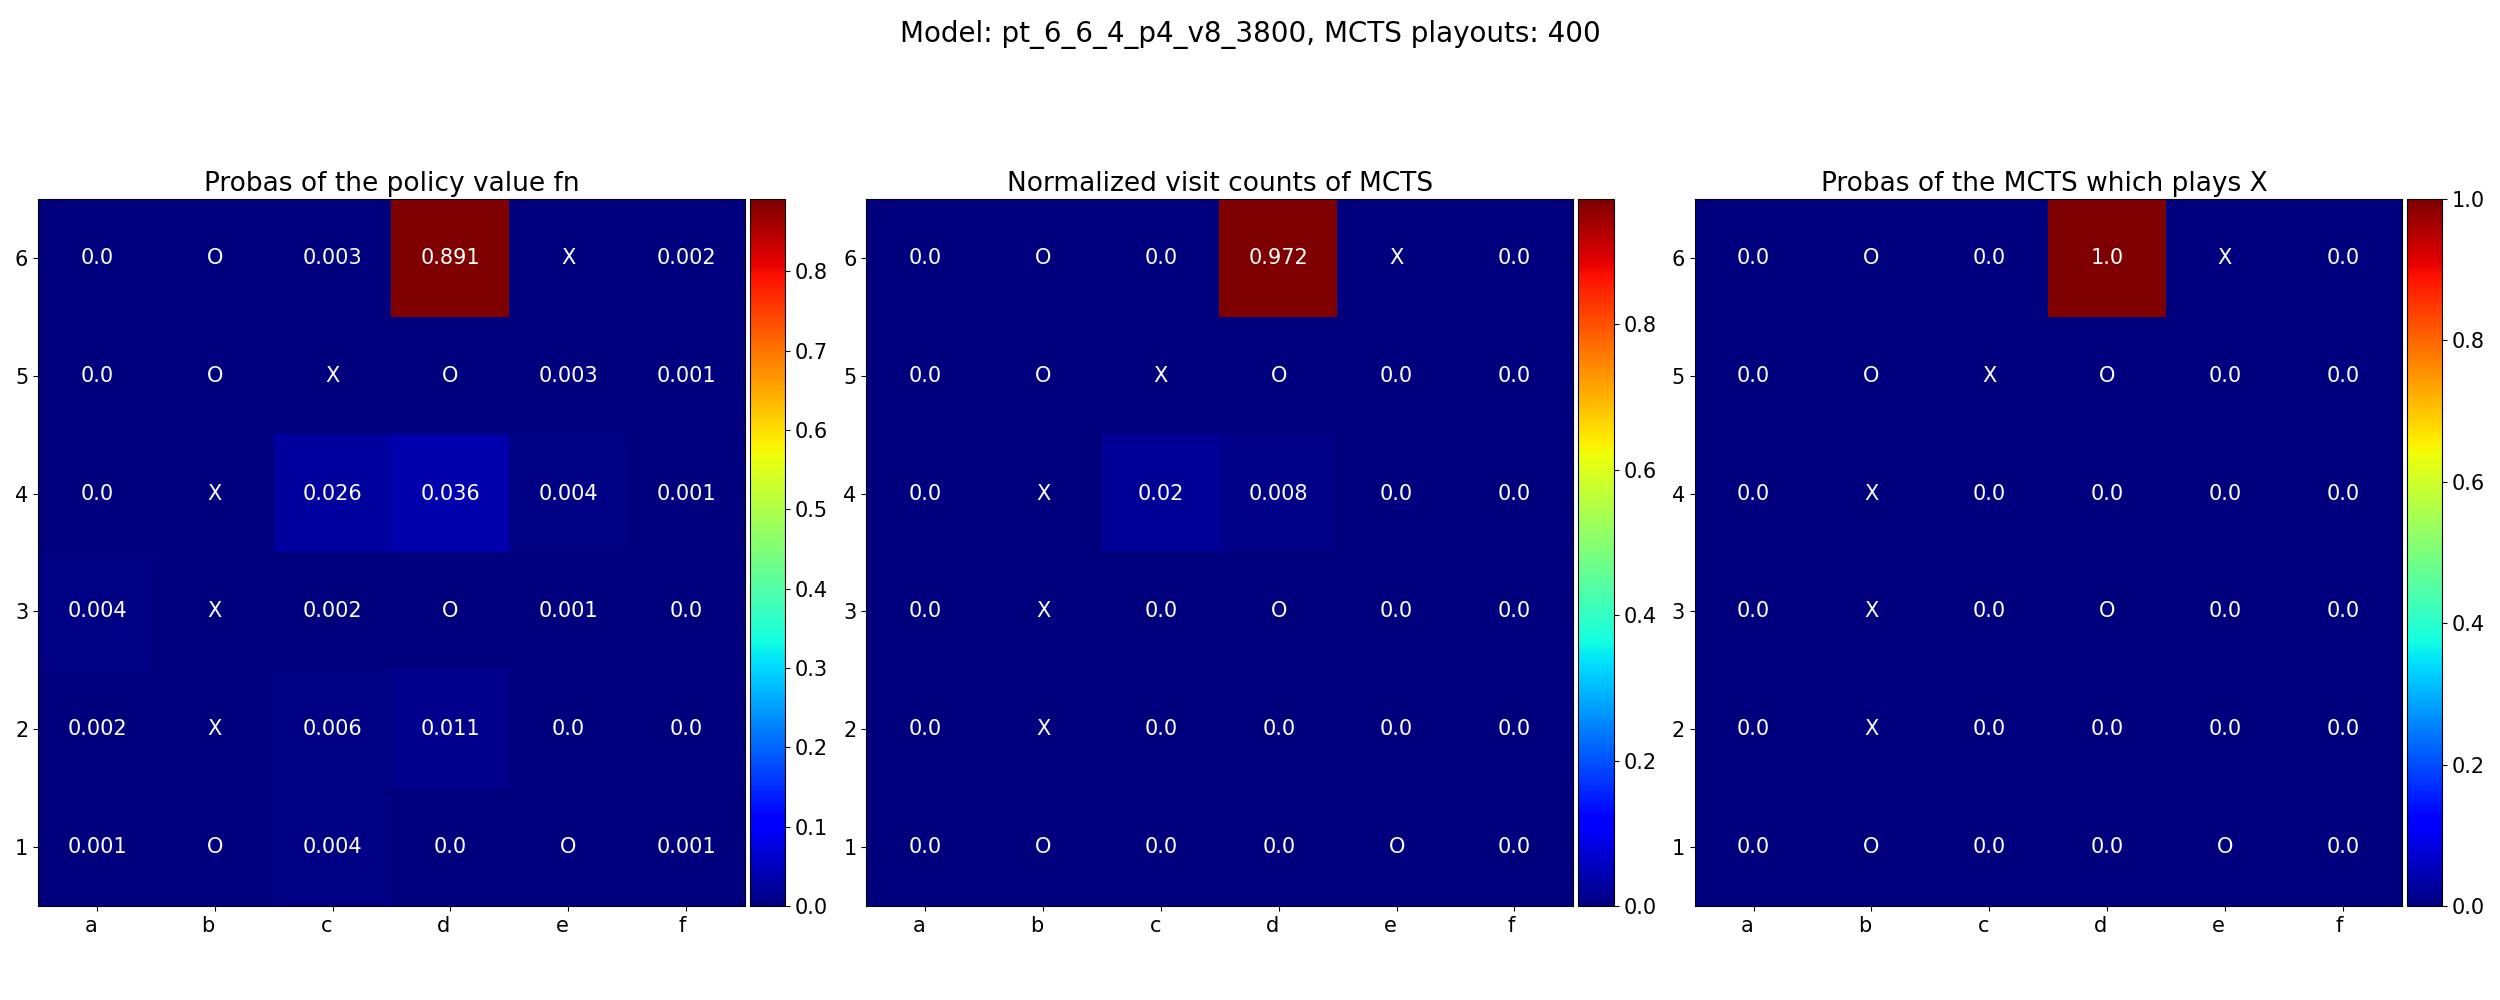 Model: pt_6_6_4_p4_v8_3800, MCTS playouts: 400
Probas of the policy value fn
6 0.0 O 0.003 0.891 X 0.002
5 0.0 O X O 0.003 0.001
4 0.0 X 0.026 0.036 0.004 0.001
3 0.004 X 0.002 O 0.001 0.0
2 0.002 X 0.006 0.011 0.0 0.0
1 0.001 O 0.004 0.0 O 0.001
a b c d e f
0.8
0.7
0.6
0.5
0.4
0.3
0.2
0.1
0.0
Normalized visit counts of MCTS
6 0.0 O 0.0 0.972 X 0.0
5 0.0 O X O 0.0 0.0
4 0.0 X 0.02 0.008 0.0 0.0
3 0.0 X 0.0 O 0.0 0.0
2 0.0 X 0.0 0.0 0.0 0.0
1 0.0 O 0.0 0.0 O 0.0
a b c d e f
0.8
0.6
0.4
0.2
0.0
Probas of the MCTS which plays X
6 0.0 O 0.0 1.0 X 0.0
5 0.0 O X O 0.0 0.0
4 0.0 X 0.0 0.0 0.0 0.0
3 0.0 X 0.0 O 0.0 0.0
2 0.0 X 0.0 0.0 0.0 0.0
1 0.0 O 0.0 0.0 O 0.0
a b c d e f
1.0
0.8
0.6
0.4
0.2
0.0